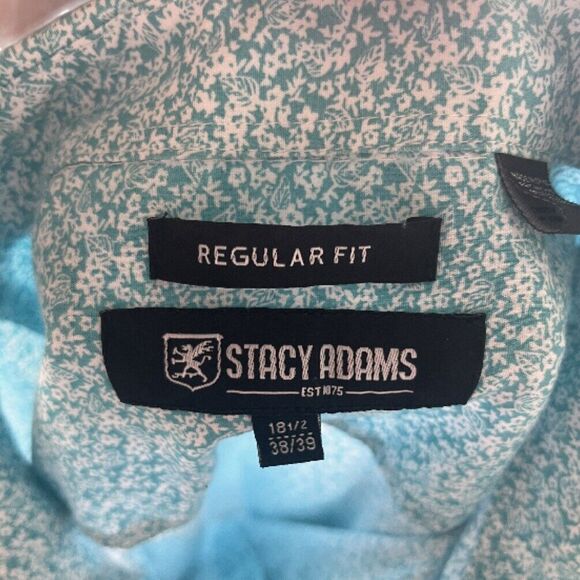 REGULAR FIT
STACY ADAMS
EST 1875
18 1/2
38/39